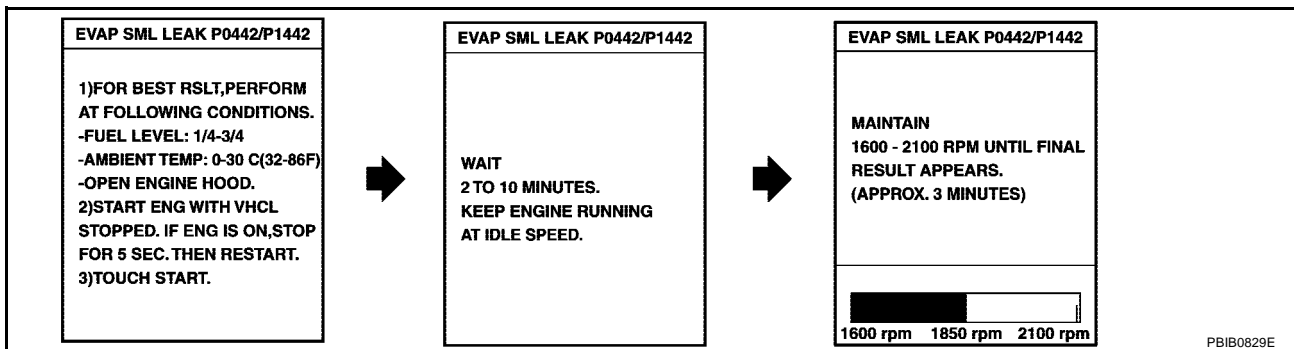 EVAP SML LEAK P0442/P1442
1)FOR BEST RSLT,PERFORM
AT FOLLOWING CONDITIONS.
-FUEL LEVEL: 1/4-3/4
-AMBIENT TEMP: 0-30 C(32-86F)
-OPEN ENGINE HOOD.
2)START ENG WITH VHCL
STOPPED. IF ENG IS ON,STOP
FOR 5 SEC. THEN RESTART.
3)TOUCH START.
EVAP SML LEAK P0442/P1442
WAIT
2 TO 10 MINUTES.
KEEP ENGINE RUNNING
AT IDLE SPEED.
EVAP SML LEAK P0442/P1442
MAINTAIN
1600 - 2100 RPM UNTIL FINAL
RESULT APPEARS.
(APPROX. 3 MINUTES)
1600 rpm 1850 rpm 2100 rpm
PBIB0829E